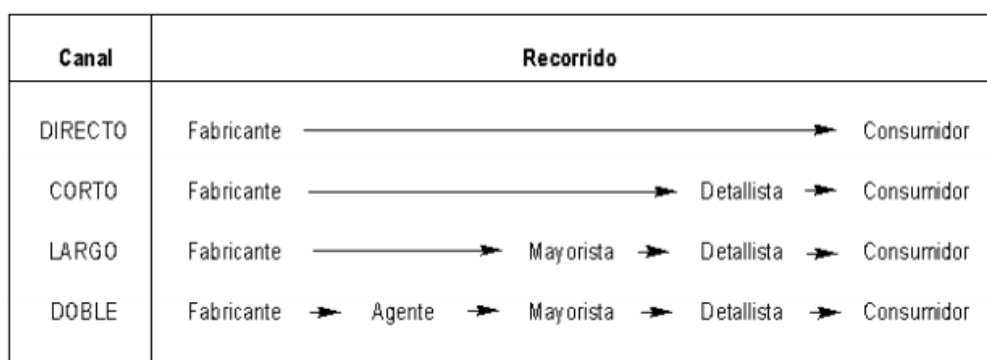 Canal Recorrido
DIRECTO Fabricante Consumidor
CORTO Fabricante Detallista Consumidor
LARGO Fabricante Mayorista Detallista Consumidor
DOBLE Fabricante Agente Mayorista Detallista Consumidor